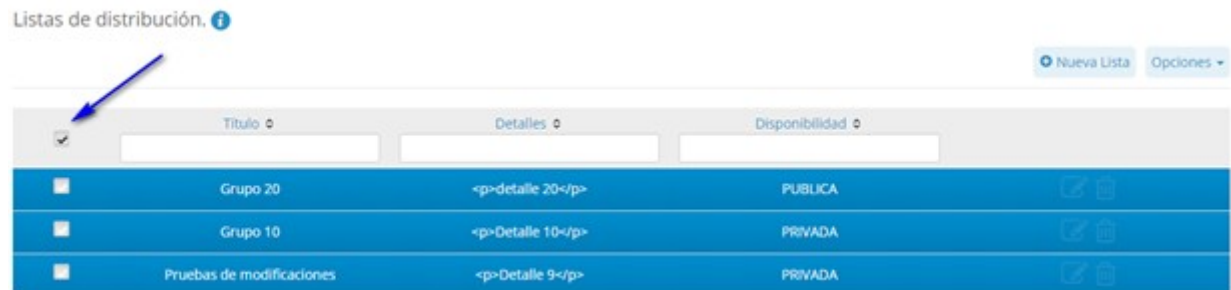 Listas de distribución.
Nueva Lista Opciones
Título Detalles Disponibilidad
Grupo 20 <p>detalle 20</p> PUBLICA
Grupo 10 <p>Detalle 10</p> PRIVADA
Pruebas de modificaciones <p>Detalle 9</p> PRIVADA